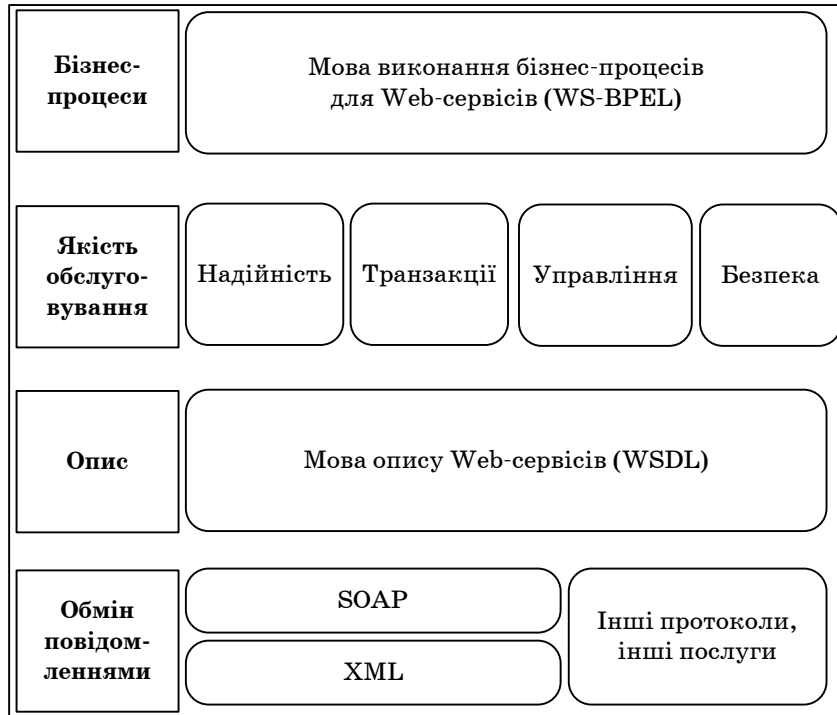 Бізнес-
процеси
Мова виконання бізнес-процесів
для Web-сервісів (WS-BPEL)
Якість
обслуго-
вування
Надійність
Транзакції
Управління
Безпека
Опис
Мова опису Web-сервісів (WSDL)
Обмін
повідом-
леннями
SOAP
XML
Інші протоколи,
інші послуги